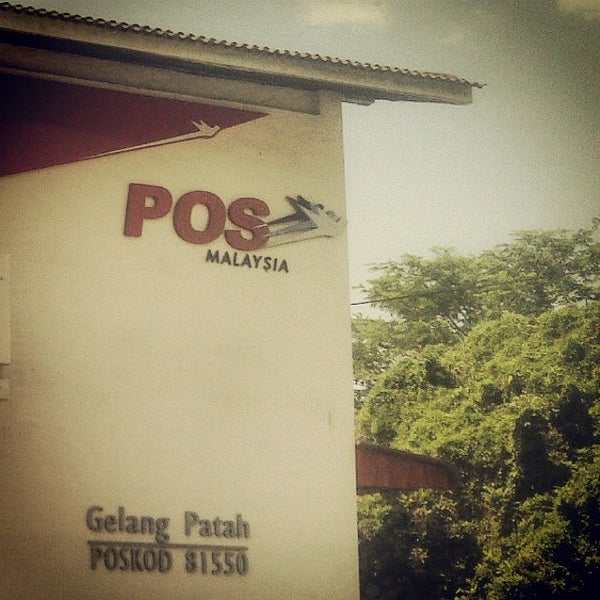 POS
MALAYSIA
Gelang Patah
POSKOD 81550